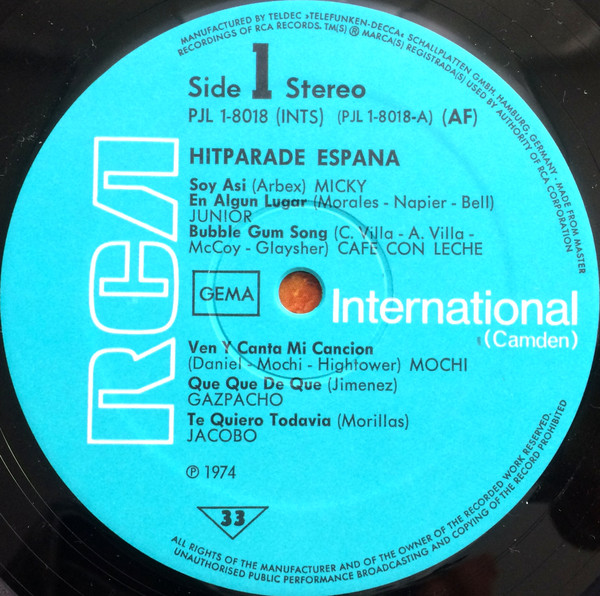 MANUFACTURED BY TELDEC »TELEFUNKEN-DECCA« SCHALLPLATTEN GMBH, HAMBURG, GERMANY · MADE FROM MASTER
RECORDINGS OF RCA RECORDS. TM(S) ® MARCA(S) REGISTRADA(S) USED BY AUTHORITY OF RCA CORPORATION
Side 1 Stereo
PJL 1-8018 (INTS) (PJL 1-8018-A) (AF)
HITPARADE ESPANA
Soy Asi (Arbex) MICKY
En Algun Lugar (Morales - Napier - Bell)
JUNIOR
Bubble Gum Song (C. Villa - A. Villa -
McCoy - Glaysher) CAFE CON LECHE
RCA
GEMA
International
(Camden)
Ven Y Canta Mi Cancion
(Daniel - Mochi - Hightower) MOCHI
Que Que De Que (Jimenez)
GAZPACHO
Te Quiero Todavia (Morillas)
JACOBO
℗ 1974
33
ALL RIGHTS OF THE MANUFACTURER AND OF THE OWNER OF THE RECORDED WORK RESERVED.
UNAUTHORISED PUBLIC PERFORMANCE BROADCASTING AND COPYING OF THE RECORD PROHIBITED